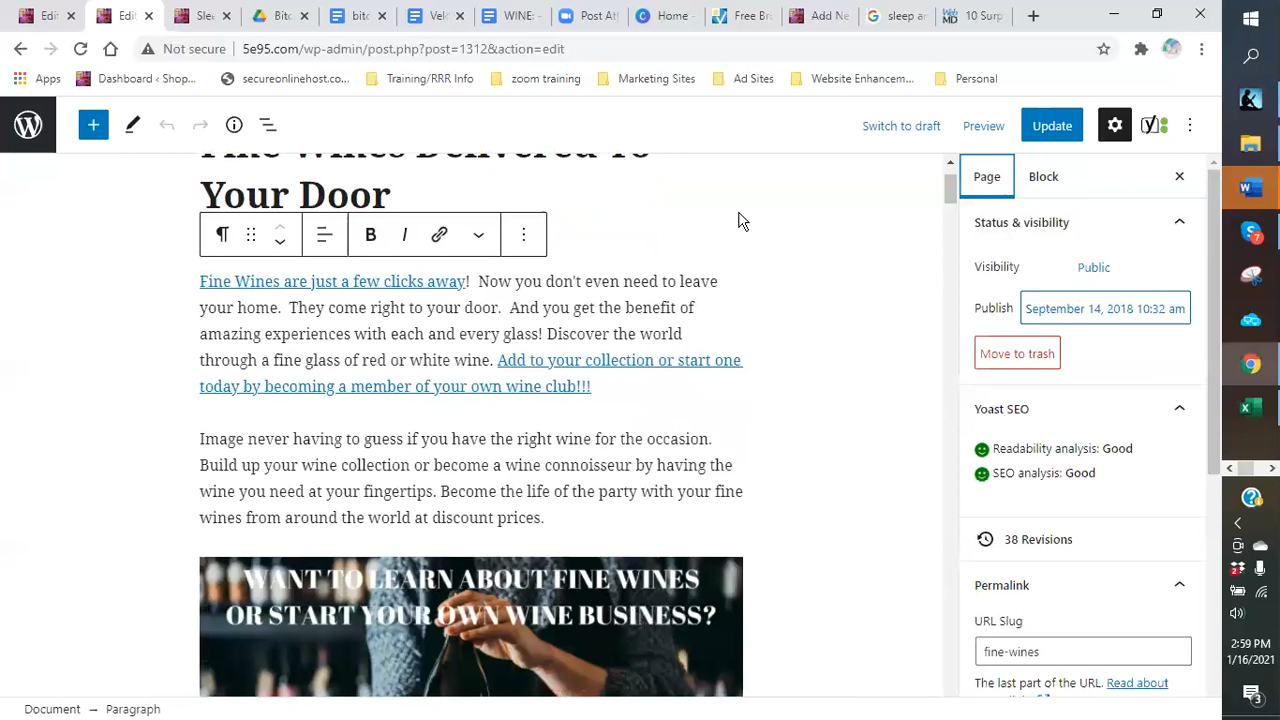 Edi
Edi
Sle
Bitc
bitc
Vek
WINE:
Post Att
Home -
Free Br
Add Ne
sleep a
10 Surp
Not secure
5e95.com/wp-admin/post.php?post=1312&action=edit
Apps
Dashboard ‹ Shop...
secureonlinehost.co...
Training/RRR Info
zoom training
Marketing Sites
Ad Sites
Website Enhancem...
Personal
Switch to draft
Preview
Update
Fine Wines Delivered To
Your Door
B
I
Fine Wines are just a few clicks away! Now you don't even need to leave
your home. They come right to your door. And you get the benefit of
amazing experiences with each and every glass! Discover the world
through a fine glass of red or white wine. Add to your collection or start one
today by becoming a member of your own wine club!!!
Image never having to guess if you have the right wine for the occasion.
Build up your wine collection or become a wine connoisseur by having the
wine you need at your fingertips. Become the life of the party with your fine
wines from around the world at discount prices.
WANT TO LEARN ABOUT FINE WINES
OR START YOUR OWN WINE BUSINESS?
Document → Paragraph
Page
Block
Status & visibility
Visibility
Public
Publish
September 14, 2018 10:32 am
Move to trash
Yoast SEO
Readability analysis: Good
SEO analysis: Good
38 Revisions
Permalink
URL Slug
fine-wines
The last part of the URL. Read about
2:59 PM
1/16/2021
3